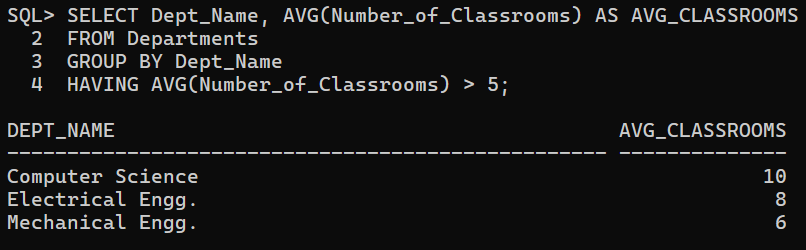 SQL> SELECT Dept_Name, AVG(Number_of_Classrooms) AS AVG_CLASSROOMS
  2  FROM Departments
  3  GROUP BY Dept_Name
  4  HAVING AVG(Number_of_Classrooms) > 5;

DEPT_NAME                                          AVG_CLASSROOMS
-------------------------------------------------- --------------
Computer Science                                               10
Electrical Engg.                                                8
Mechanical Engg.                                                6